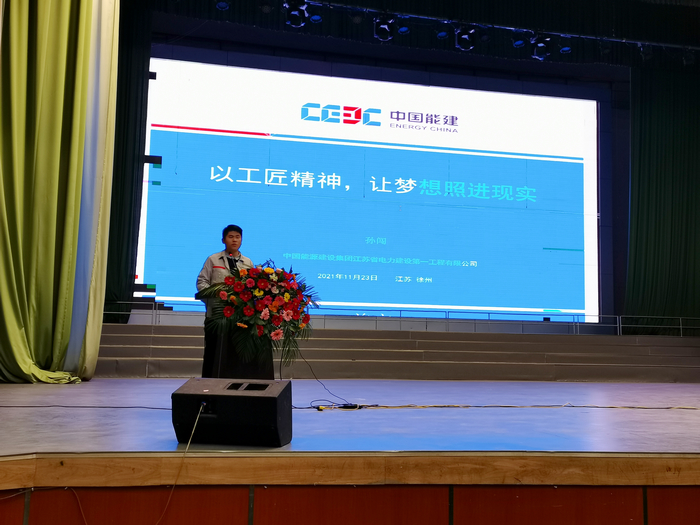 CEEC 中国能建
ENERGY CHINA
以工匠精神，让梦想照进现实
孙闯
中国能源建设集团江苏省电力建设第一工程有限公司
2021年11月23日 江苏·徐州